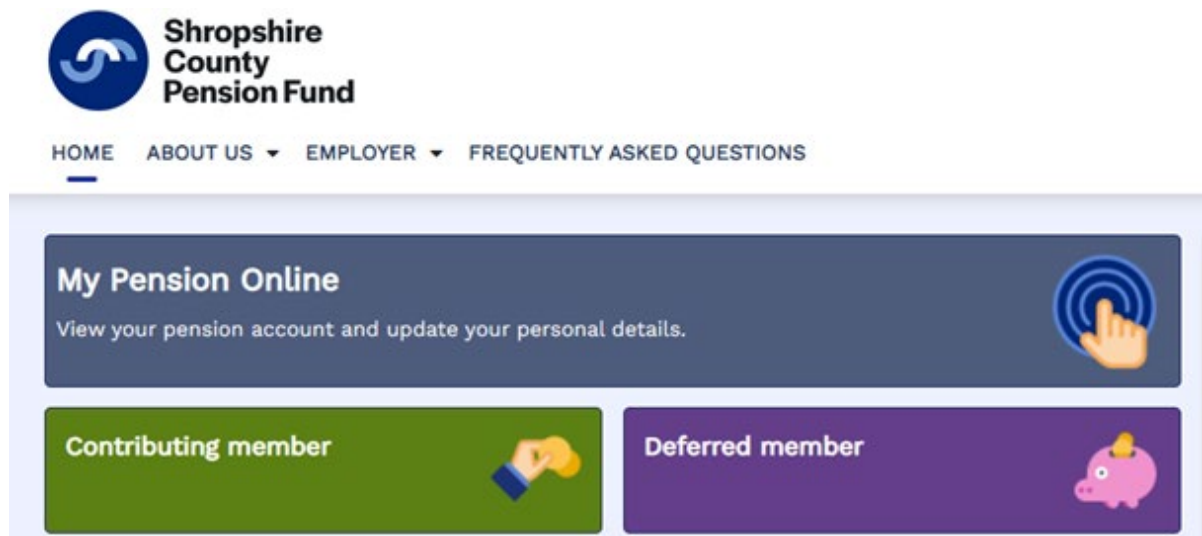 Shropshire
County
Pension Fund
HOME ABOUT US EMPLOYER FREQUENTLY ASKED QUESTIONS
My Pension Online
View your pension account and update your personal details.
Contributing member
Deferred member